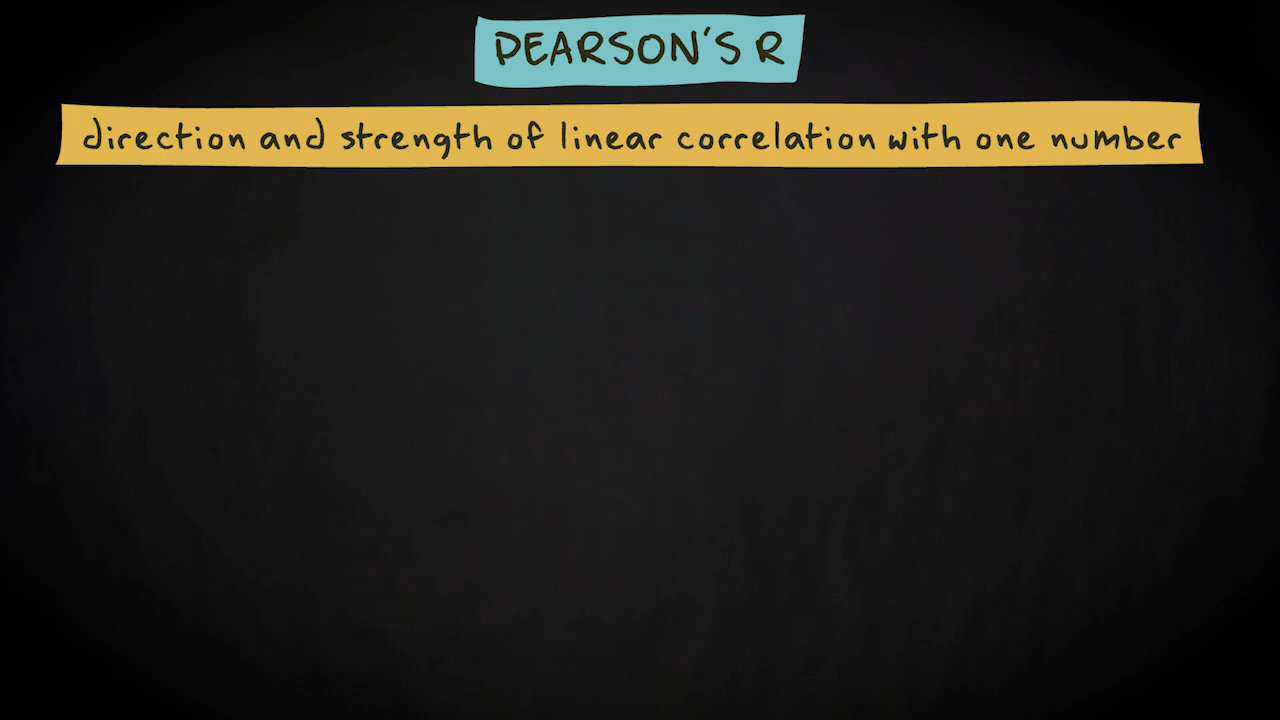 PEARSON'S R
direction and strength of linear correlation with one number